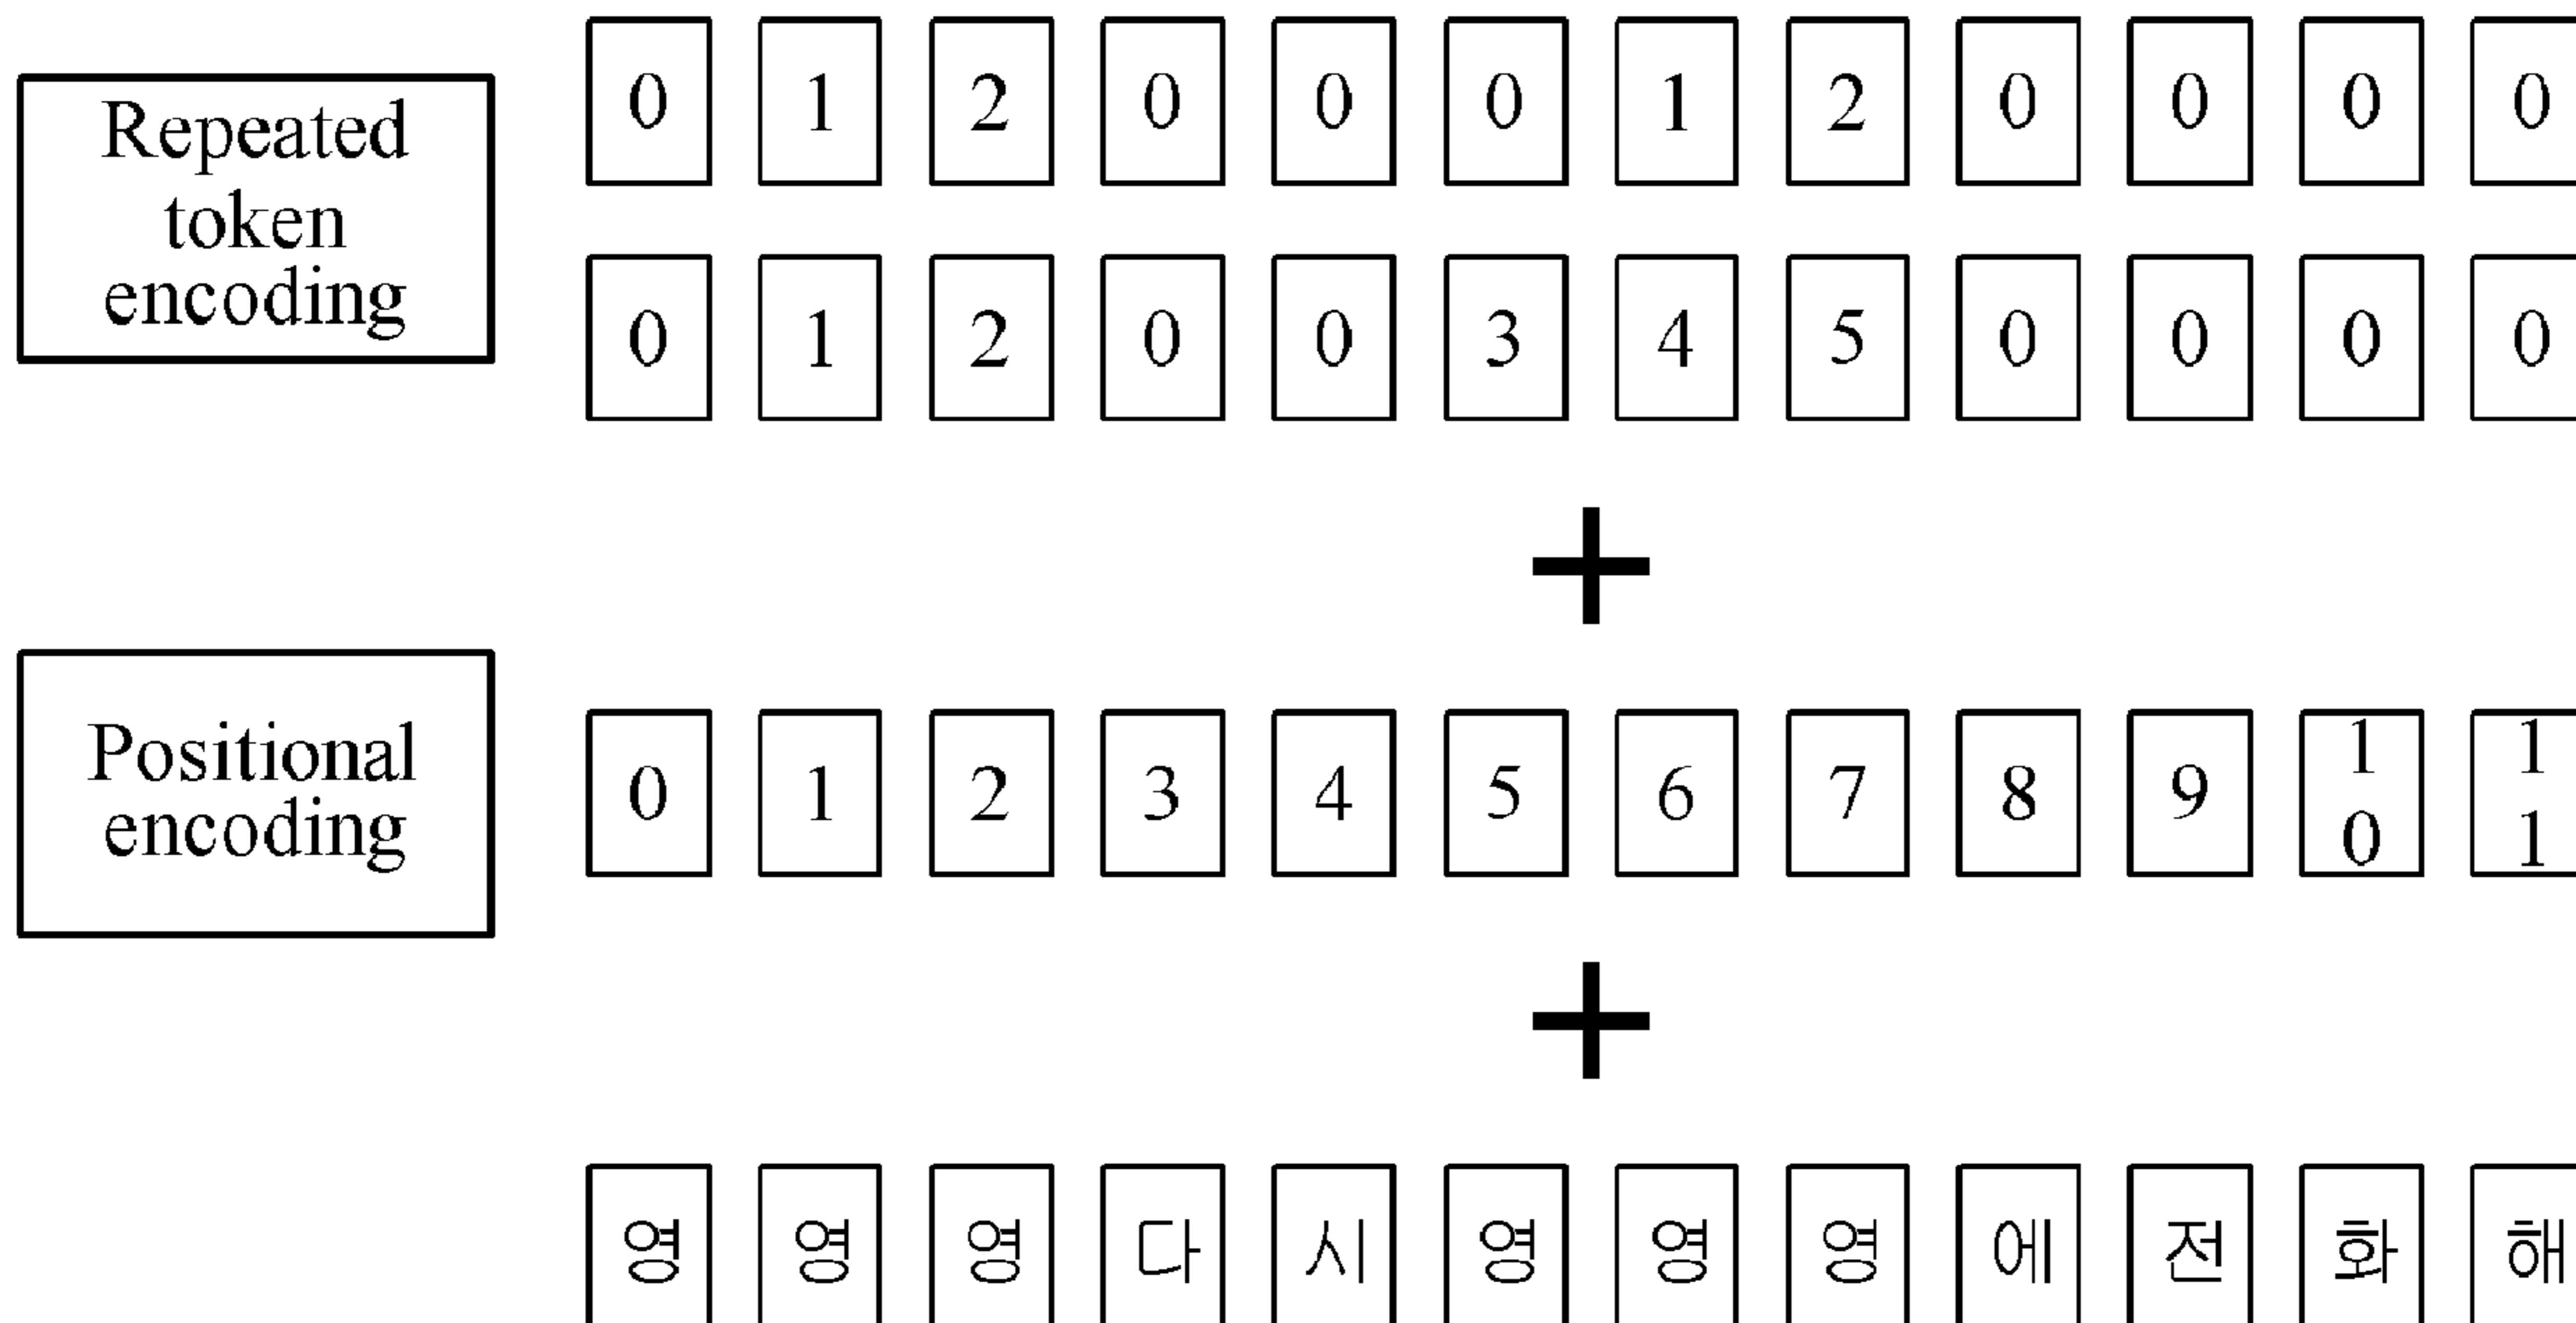 Repeated
token
encoding
0 1 2 0 0 0 1 2 0 0 0 0
0 1 2 0 0 3 4 5 0 0 0 0
+
Positional
encoding
0 1 2 3 4 5 6 7 8 9 10 11
+
영 영 영 다 시 영 영 영 에 전 화 해